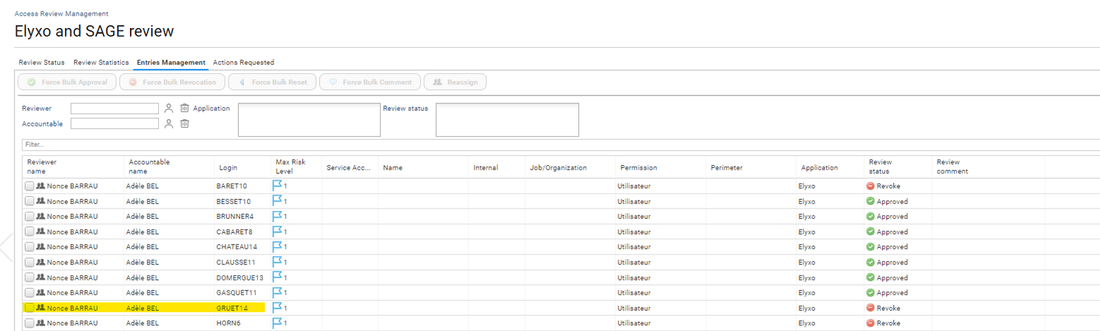 Access Review Management
Elyxo and SAGE review
Review Status Review Statistics Entries Management Actions Requested
Force Bulk Approval Force Bulk Revocation Force Bulk Reset Force Bulk Comment Reassign
Reviewer Application Review status
Accountable
Filter...
Reviewer name Accountable name Login Max Risk Level Service Acc... Name Internal Job/Organization Permission Perimeter Application Review status Review comment
Nonce BARRAU Adèle BEL BARET10 1 Utilisateur Elyxo Revoke
Nonce BARRAU Adèle BEL BESSET10 1 Utilisateur Elyxo Approved
Nonce BARRAU Adèle BEL BRUNNER4 1 Utilisateur Elyxo Approved
Nonce BARRAU Adèle BEL CABARET8 1 Utilisateur Elyxo Approved
Nonce BARRAU Adèle BEL CHATEAU14 1 Utilisateur Elyxo Approved
Nonce BARRAU Adèle BEL CLAUSSE11 1 Utilisateur Elyxo Approved
Nonce BARRAU Adèle BEL DOMERGUE13 1 Utilisateur Elyxo Approved
Nonce BARRAU Adèle BEL GASQUET11 1 Utilisateur Elyxo Approved
Nonce BARRAU Adèle BEL GRUET14 1 Utilisateur Elyxo Revoke
Nonce BARRAU Adèle BEL HORN6 1 Utilisateur Elyxo Revoke